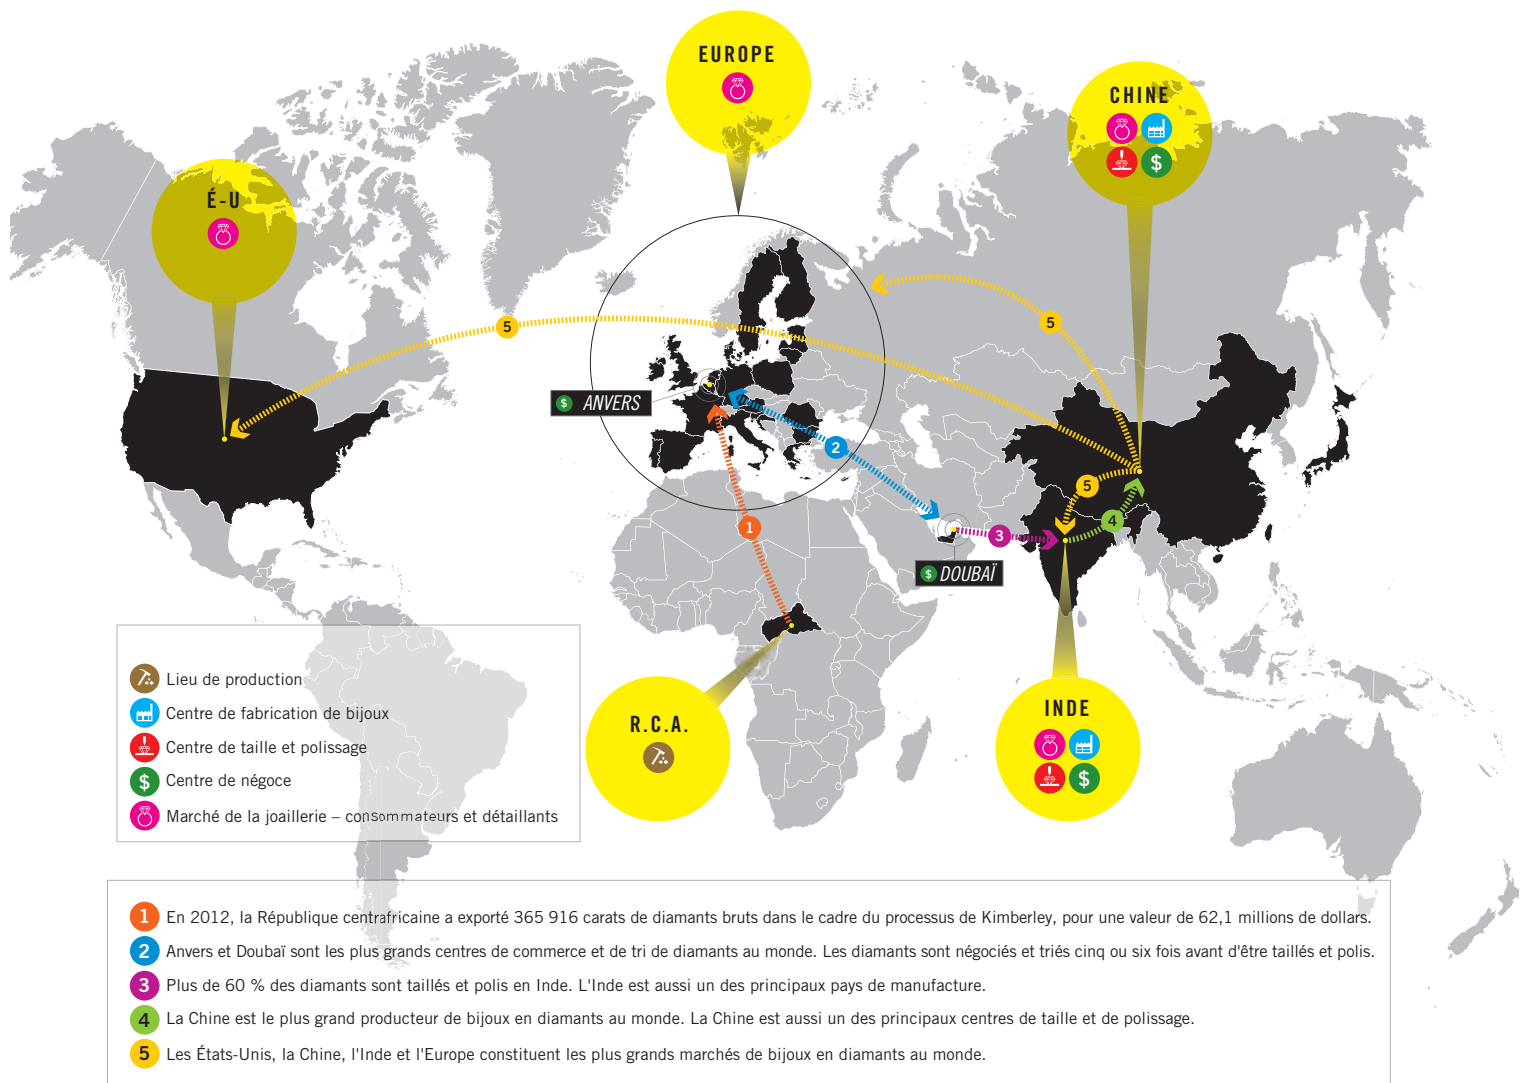 EUROPE
CHINE
$
É-U
5
5
$ ANVERS
2
5
4
1
3
$ DOUBAÏ
R.C.A.
INDE
$
Lieu de production
Centre de fabrication de bijoux
Centre de taille et polissage
$ Centre de négoce
Marché de la joaillerie – consommateurs et détaillants
1 En 2012, la République centrafricaine a exporté 365 916 carats de diamants bruts dans le cadre du processus de Kimberley, pour une valeur de 62,1 millions de dollars.
2 Anvers et Doubaï sont les plus grands centres de commerce et de tri de diamants au monde. Les diamants sont négociés et triés cinq ou six fois avant d'être taillés et polis.
3 Plus de 60 % des diamants sont taillés et polis en Inde. L'Inde est aussi un des principaux pays de manufacture.
4 La Chine est le plus grand producteur de bijoux en diamants au monde. La Chine est aussi un des principaux centres de taille et de polissage.
5 Les États-Unis, la Chine, l'Inde et l'Europe constituent les plus grands marchés de bijoux en diamants au monde.